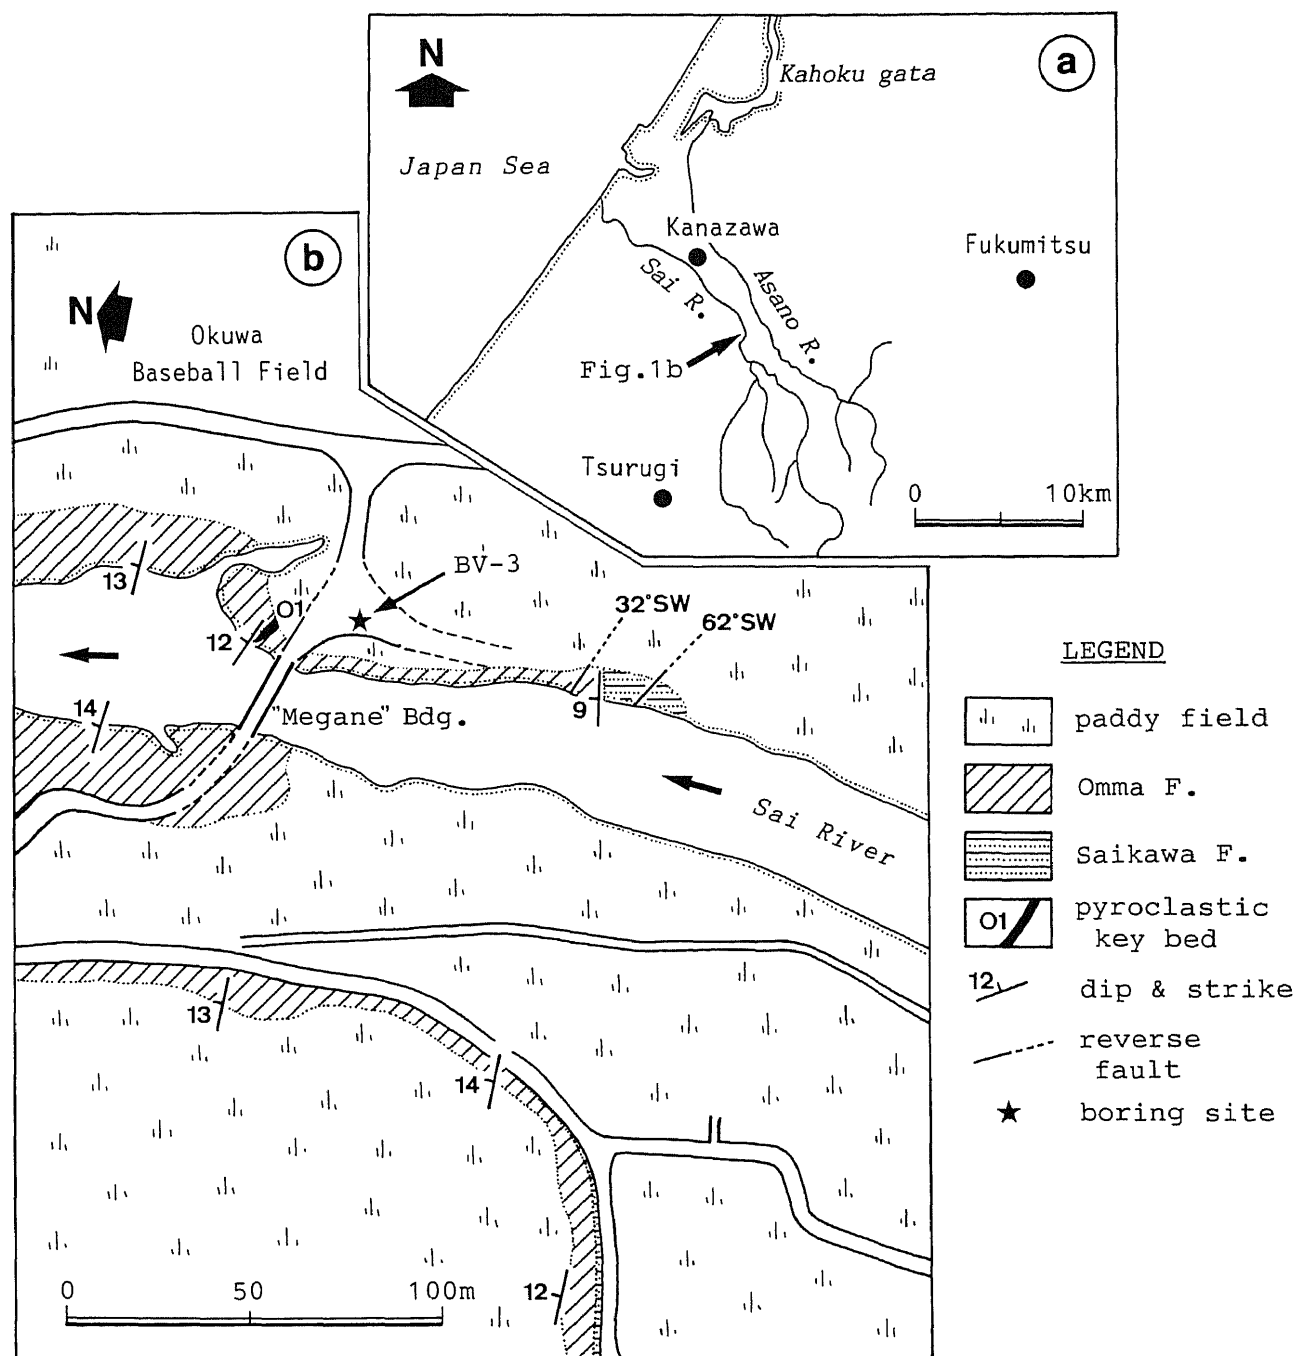 N
a
Kahoku gata
Japan Sea
Kanazawa
Fukumitsu
Sai R.
Asano R.
Fig.1b
Tsurugi
0 10km
b
N
Okuwa
Baseball Field
BV-3
13
O1
12
32°SW
62°SW
14
9
"Megane" Bdg.
Sai River
13
14
12
0 50 100m
LEGEND
paddy field
Omma F.
Saikawa F.
O1 pyroclastic
key bed
12 dip & strike
reverse
fault
boring site